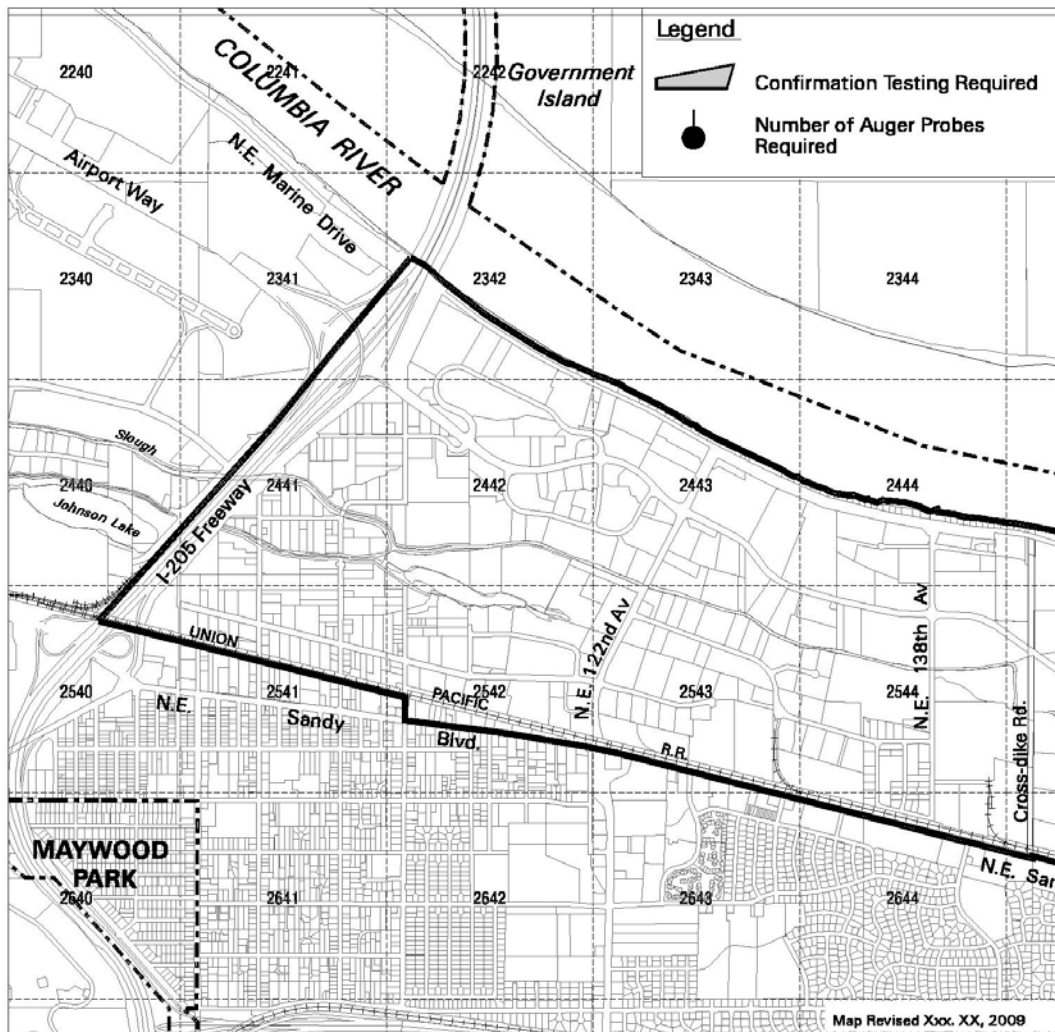 Legend
Confirmation Testing Required
Number of Auger Probes
Required
2240
2241
2242
COLUMBIA RIVER
Government
Island
Airport Way
N.E. Marine Drive
2340
2341
2342
2343
2344
Slough
2440
2441
2442
2443
2444
Johnson Lake
I-205 Freeway
UNION
PACIFIC
R.R.
N.E. 122nd Av
N.E. 138th Av
Cross-dike Rd.
2540
2541
2542
2543
2544
N.E. Sandy Blvd.
MAYWOOD
PARK
N.E. San
2640
2641
2642
2643
2644
Map Revised Xxx. XX, 2009